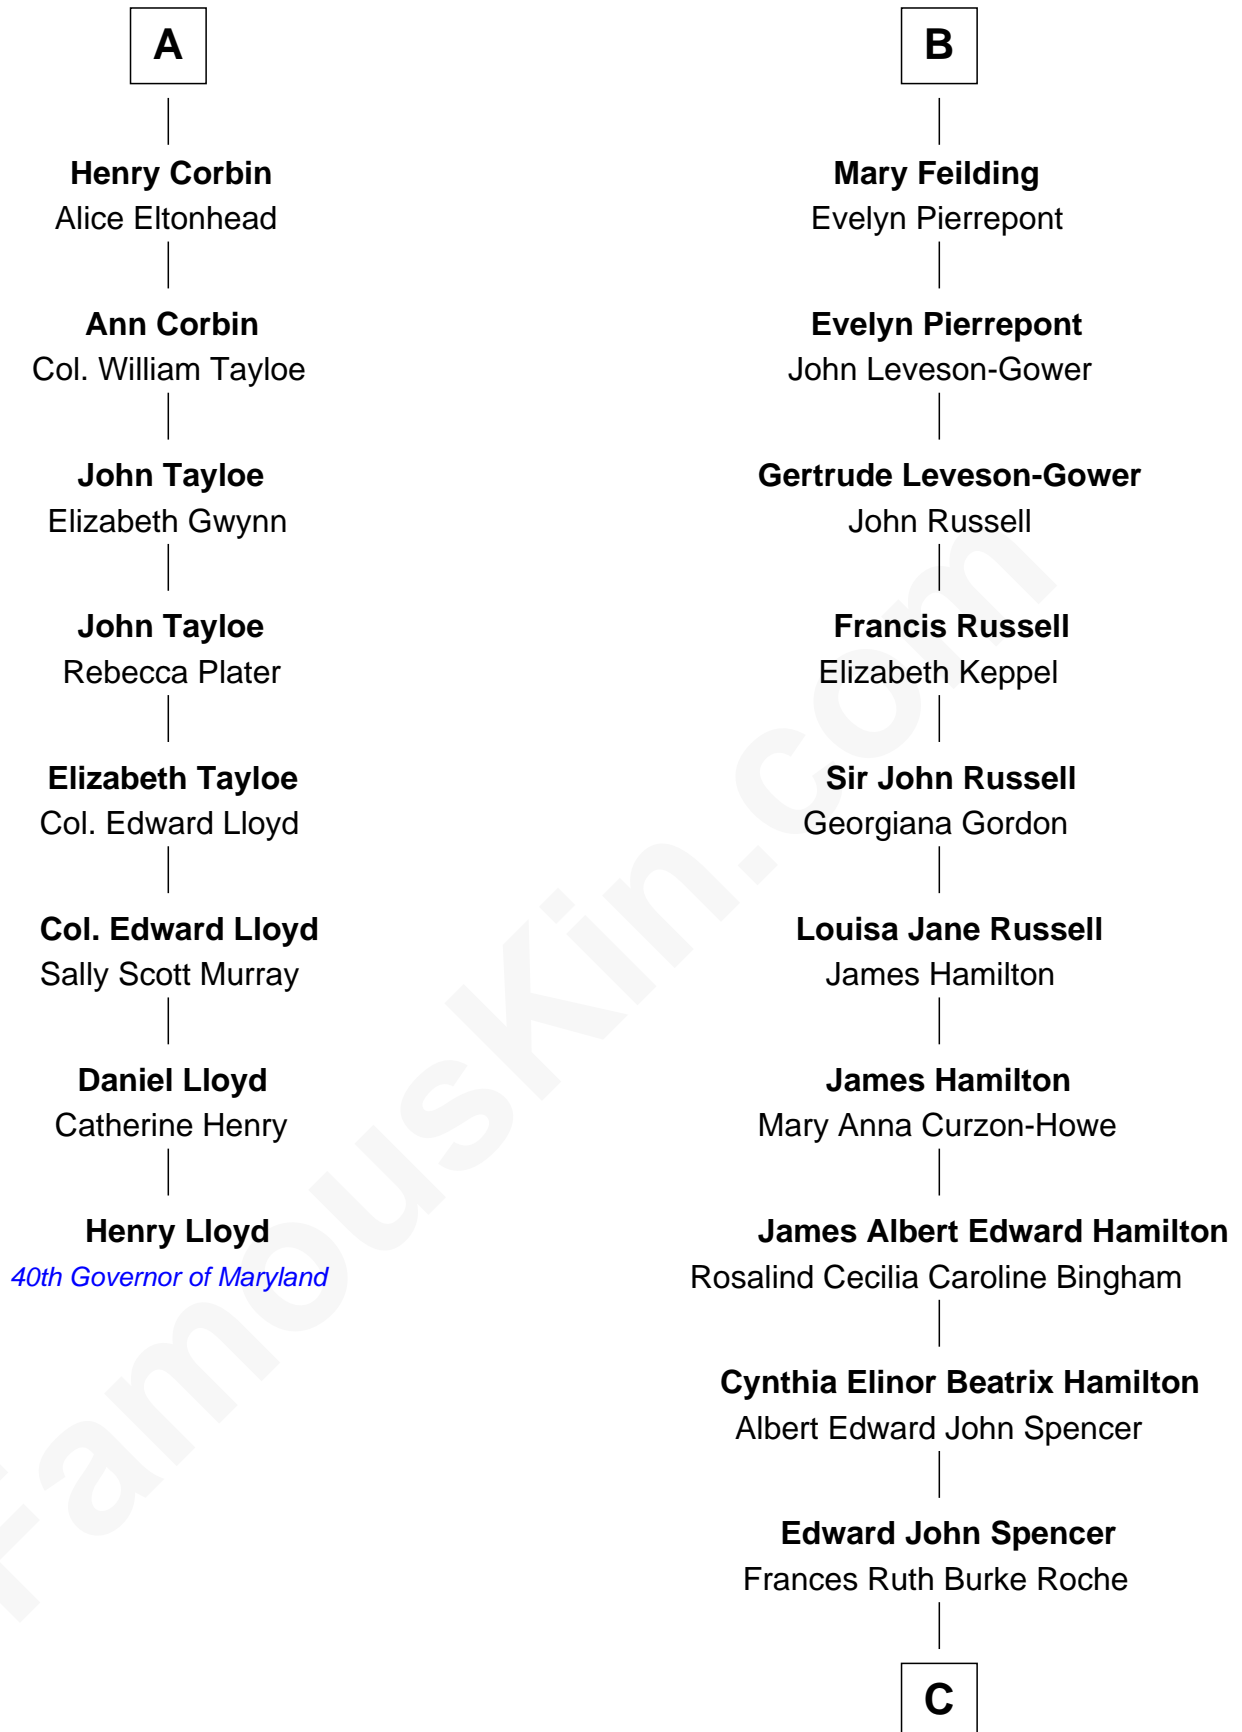 A
Henry Corbin
Alice Eltonhead
Ann Corbin
Col. William Tayloe
John Tayloe
Elizabeth Gwynn
John Tayloe
Rebecca Plater
Elizabeth Tayloe
Col. Edward Lloyd
Col. Edward Lloyd
Sally Scott Murray
Daniel Lloyd
Catherine Henry
Henry Lloyd
40th Governor of Maryland
B
Mary Feilding
Evelyn Pierrepont
Evelyn Pierrepont
John Leveson-Gower
Gertrude Leveson-Gower
John Russell
Francis Russell
Elizabeth Keppel
Sir John Russell
Georgiana Gordon
Louisa Jane Russell
James Hamilton
James Hamilton
Mary Anna Curzon-Howe
James Albert Edward Hamilton
Rosalind Cecilia Caroline Bingham
Cynthia Elinor Beatrix Hamilton
Albert Edward John Spencer
Edward John Spencer
Frances Ruth Burke Roche
C
FamousKin.com